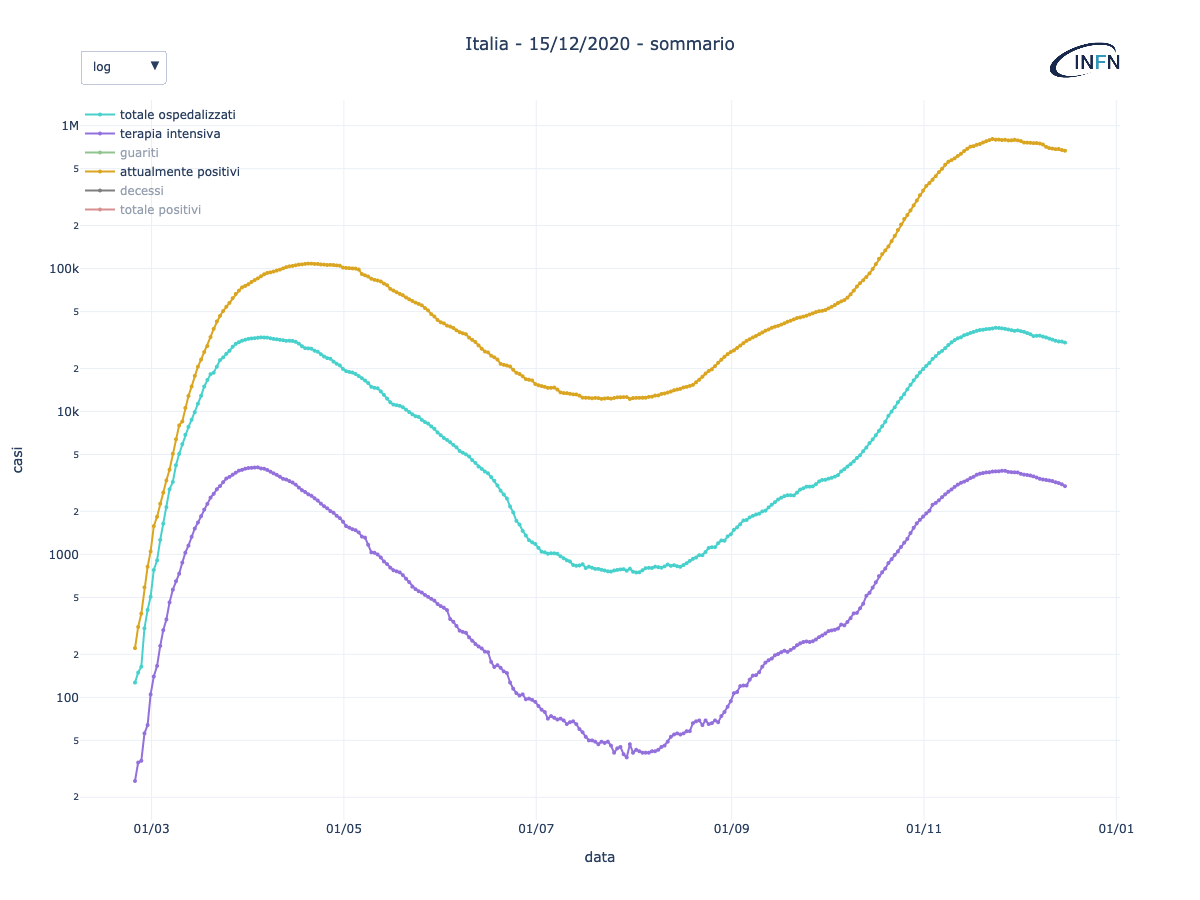 Italia - 15/12/2020 - sommario
log ▼
INFN
totale ospedalizzati
terapia intensiva
guariti
attualmente positivi
decessi
totale positivi
1M
5
2
100k
5
2
10k
5
2
1000
5
2
100
5
2
casi
01/03 01/05 01/07 01/09 01/11 01/01
data